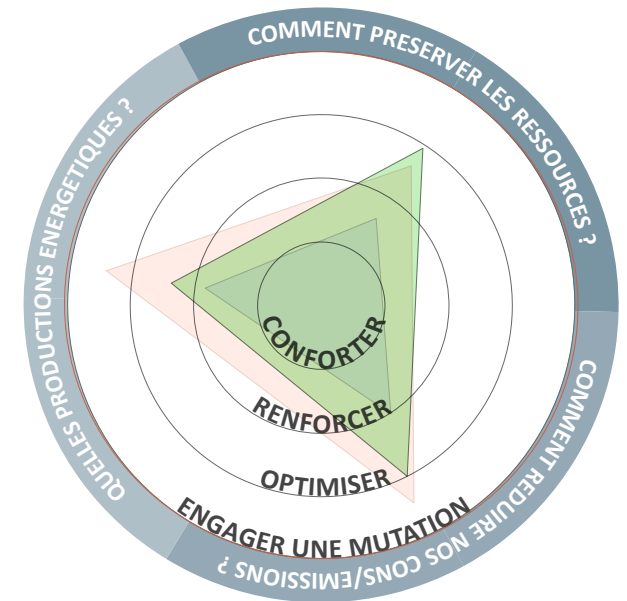 COMMENT PRESERVER LES RESSOURCES ?
QUELLES PRODUCTIONS ENERGETIQUES ?
COMMENT REDUIRE NOS CONS/EMISSIONS ?
CONFORTER
RENFORCER
OPTIMISER
ENGAGER UNE MUTATION